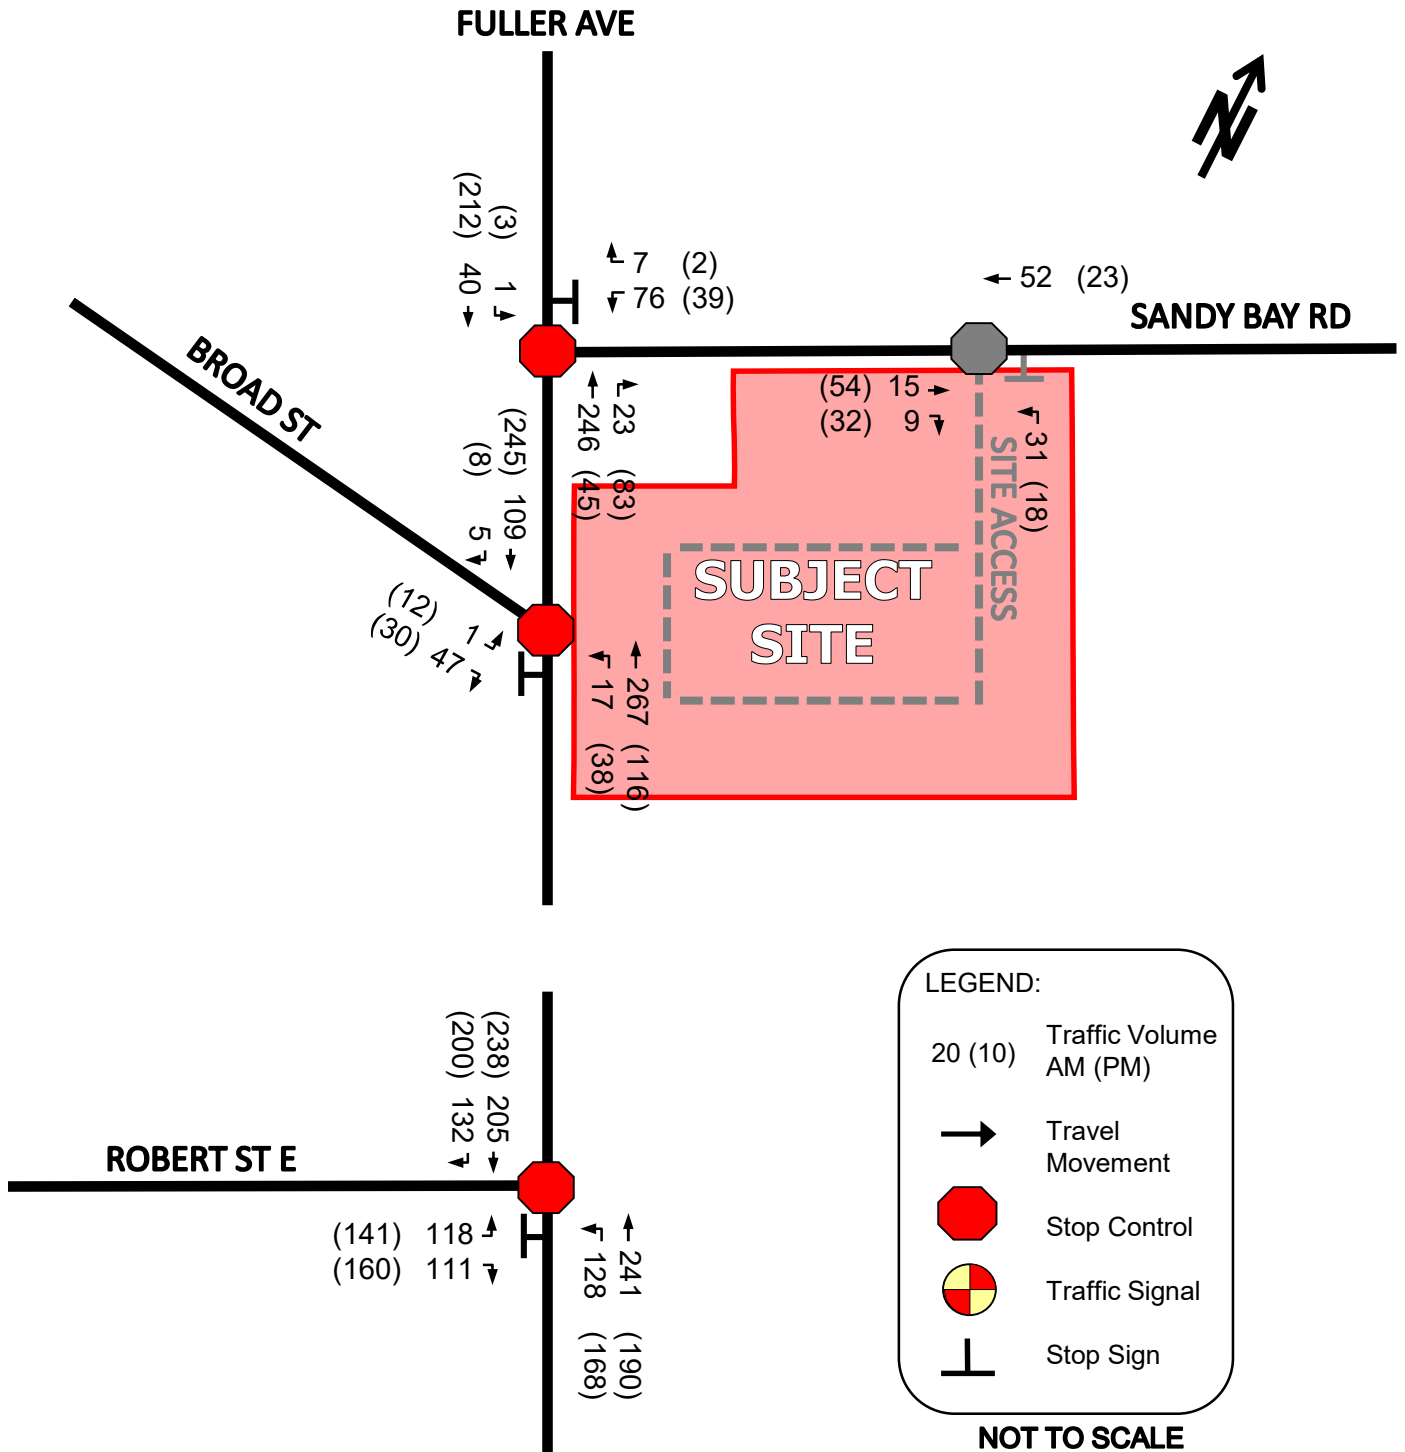 FULLER AVE
N
(3)
(212)
1
40
7 (2)
76 (39)
52 (23)
SANDY BAY RD
BROAD ST
(245) 109
(8) 5
23 (83)
246 (45)
(54) 15
(32) 9
31 (18)
SITE ACCESS
SUBJECT
SITE
(12) 1
(30) 47
267 (116)
17 (38)
(238) 205
(200) 132
ROBERT ST E
(141) 118
(160) 111
241 (190)
128 (168)
LEGEND:
20 (10)
Traffic Volume
AM (PM)
Travel
Movement
Stop Control
Traffic Signal
Stop Sign
NOT TO SCALE